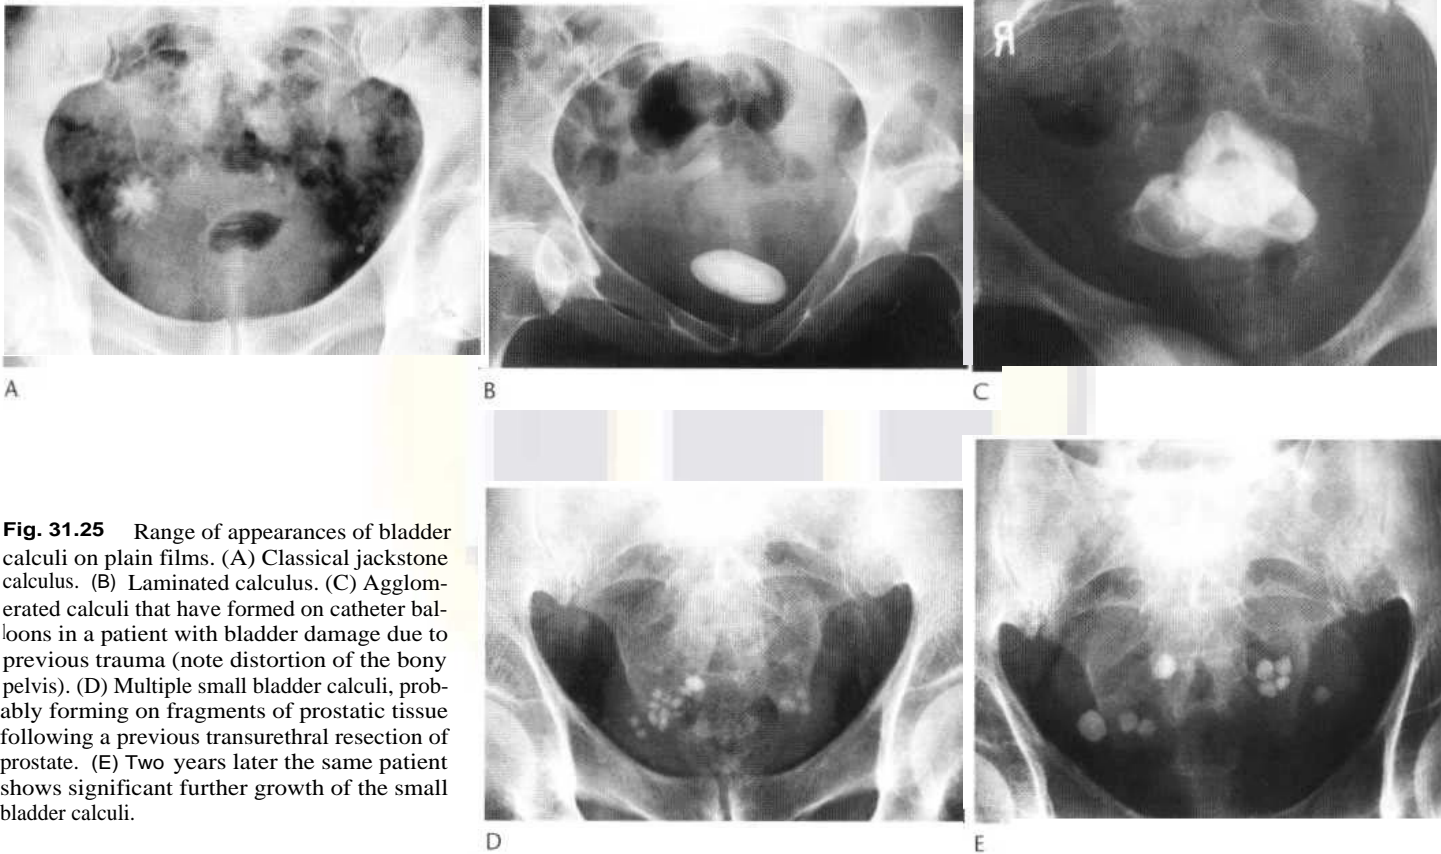 R
A
B
C
Fig. 31.25 Range of appearances of bladder
calculi on plain films. (A) Classical jackstone
calculus. (B) Laminated calculus. (C) Agglom-
erated calculi that have formed on catheter bal-
loons in a patient with bladder damage due to
previous trauma (note distortion of the bony
pelvis). (D) Multiple small bladder calculi, prob-
ably forming on fragments of prostatic tissue
following a previous transurethral resection of
prostate. (E) Two years later the same patient
shows significant further growth of the small
bladder calculi.
D
E